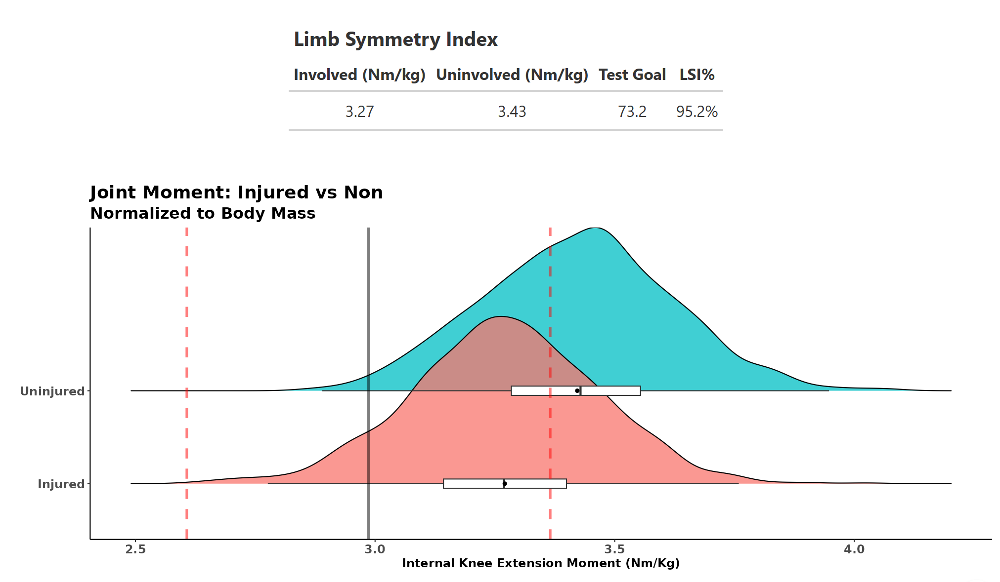 Limb Symmetry Index
Involved (Nm/kg) Uninvolved (Nm/kg) Test Goal LSI%
3.27 3.43 73.2 95.2%
Joint Moment: Injured vs Non
Normalized to Body Mass
Uninjured
Injured
2.5 3.0 3.5 4.0
Internal Knee Extension Moment (Nm/Kg)